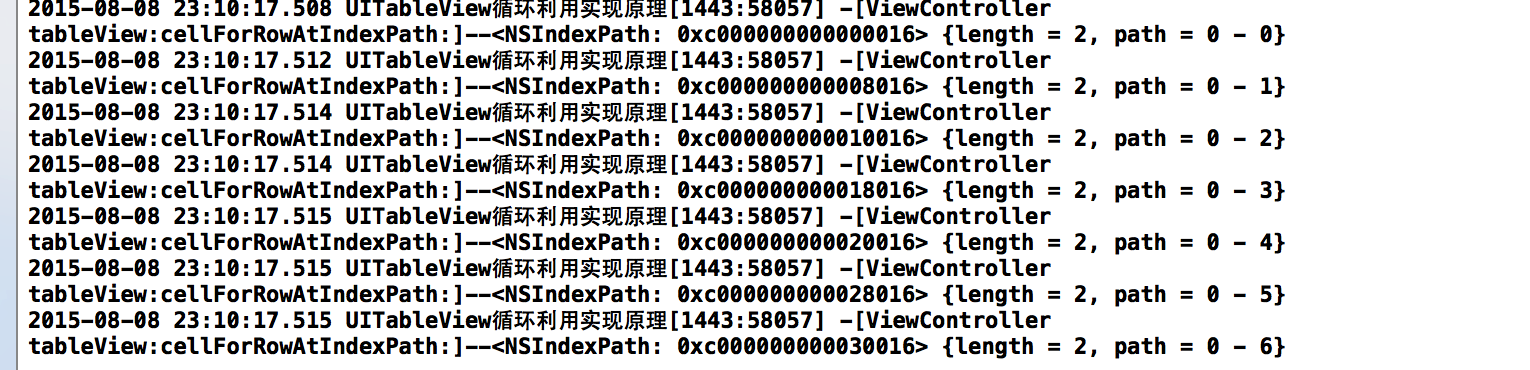 2015-08-08 23:10:17.508 UITableView循环利用实现原理[1443:58057] -[ViewController
tableView:cellForRowAtIndexPath:]--<NSIndexPath: 0xc000000000000016> {length = 2, path = 0 - 0}
2015-08-08 23:10:17.512 UITableView循环利用实现原理[1443:58057] -[ViewController
tableView:cellForRowAtIndexPath:]--<NSIndexPath: 0xc000000000008016> {length = 2, path = 0 - 1}
2015-08-08 23:10:17.514 UITableView循环利用实现原理[1443:58057] -[ViewController
tableView:cellForRowAtIndexPath:]--<NSIndexPath: 0xc000000000010016> {length = 2, path = 0 - 2}
2015-08-08 23:10:17.514 UITableView循环利用实现原理[1443:58057] -[ViewController
tableView:cellForRowAtIndexPath:]--<NSIndexPath: 0xc000000000018016> {length = 2, path = 0 - 3}
2015-08-08 23:10:17.515 UITableView循环利用实现原理[1443:58057] -[ViewController
tableView:cellForRowAtIndexPath:]--<NSIndexPath: 0xc000000000020016> {length = 2, path = 0 - 4}
2015-08-08 23:10:17.515 UITableView循环利用实现原理[1443:58057] -[ViewController
tableView:cellForRowAtIndexPath:]--<NSIndexPath: 0xc000000000028016> {length = 2, path = 0 - 5}
2015-08-08 23:10:17.515 UITableView循环利用实现原理[1443:58057] -[ViewController
tableView:cellForRowAtIndexPath:]--<NSIndexPath: 0xc000000000030016> {length = 2, path = 0 - 6}